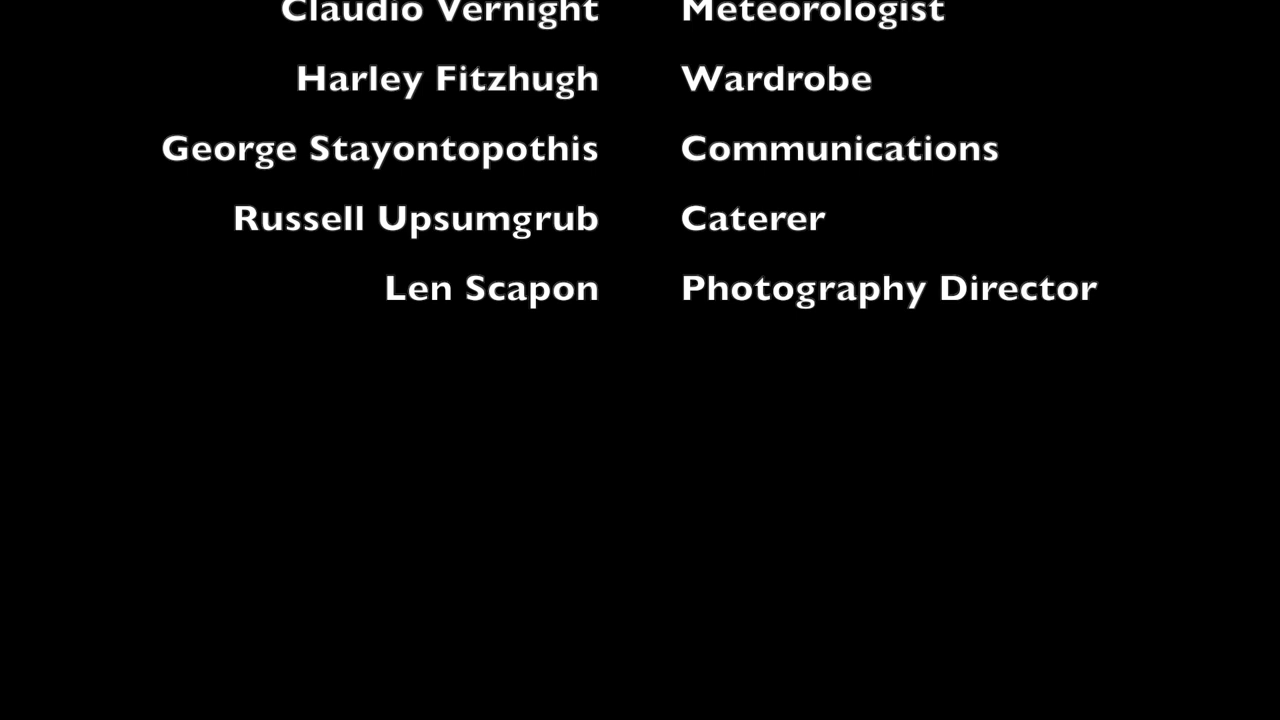 Claudio Vernight Meteorologist
Harley Fitzhugh Wardrobe
George Stayontopothis Communications
Russell Upsumgrub Caterer
Len Scapon Photography Director